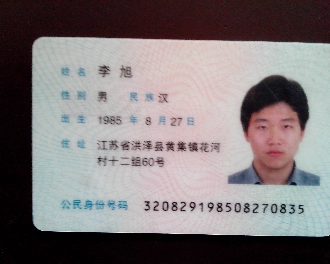 姓名 李旭
性别 男 民族 汉
出生 1985 年 8 月 27 日
住址 江苏省洪泽县黄集镇花河
村十二组60号
公民身份号码 320829198508270835